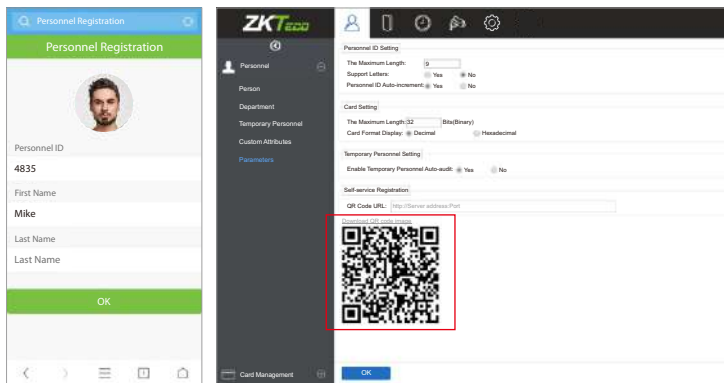 Personnel Registration
Personnel Registration
Personnel ID
4835
First Name
Mike
Last Name
Last Name
OK
ZKTeco
Personnel
Person
Department
Temporary Personnel
Custom Attributes
Parameters
Card Management
Personnel ID Setting
The Maximum Length: 9
Support Letters: Yes No
Personnel ID Auto-increment: Yes No
Card Setting
The Maximum Length:32 Bits(Binary)
Card Format Display: Decimal Hexadecimal
Temporary Personnel Setting
Enable Temporary Personnel Auto-audit: Yes No
Self-service Registration
QR Code URL: http://Server address:Port
Download QR code image
OK